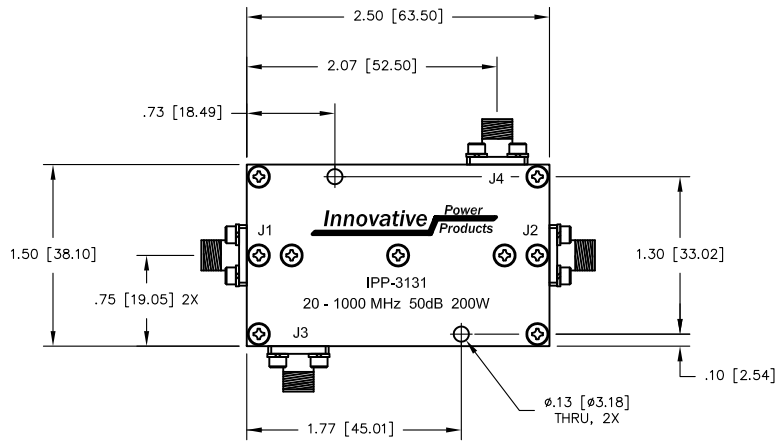 2.50 [63.50]
2.07 [52.50]
.73 [18.49]
J4
Innovative Power Products
J1
J2
1.50 [38.10]
1.30 [33.02]
IPP-3131
.75 [19.05] 2X
20 - 1000 MHz 50dB 200W
J3
.10 [2.54]
ø.13 [ø3.18]
THRU, 2X
1.77 [45.01]